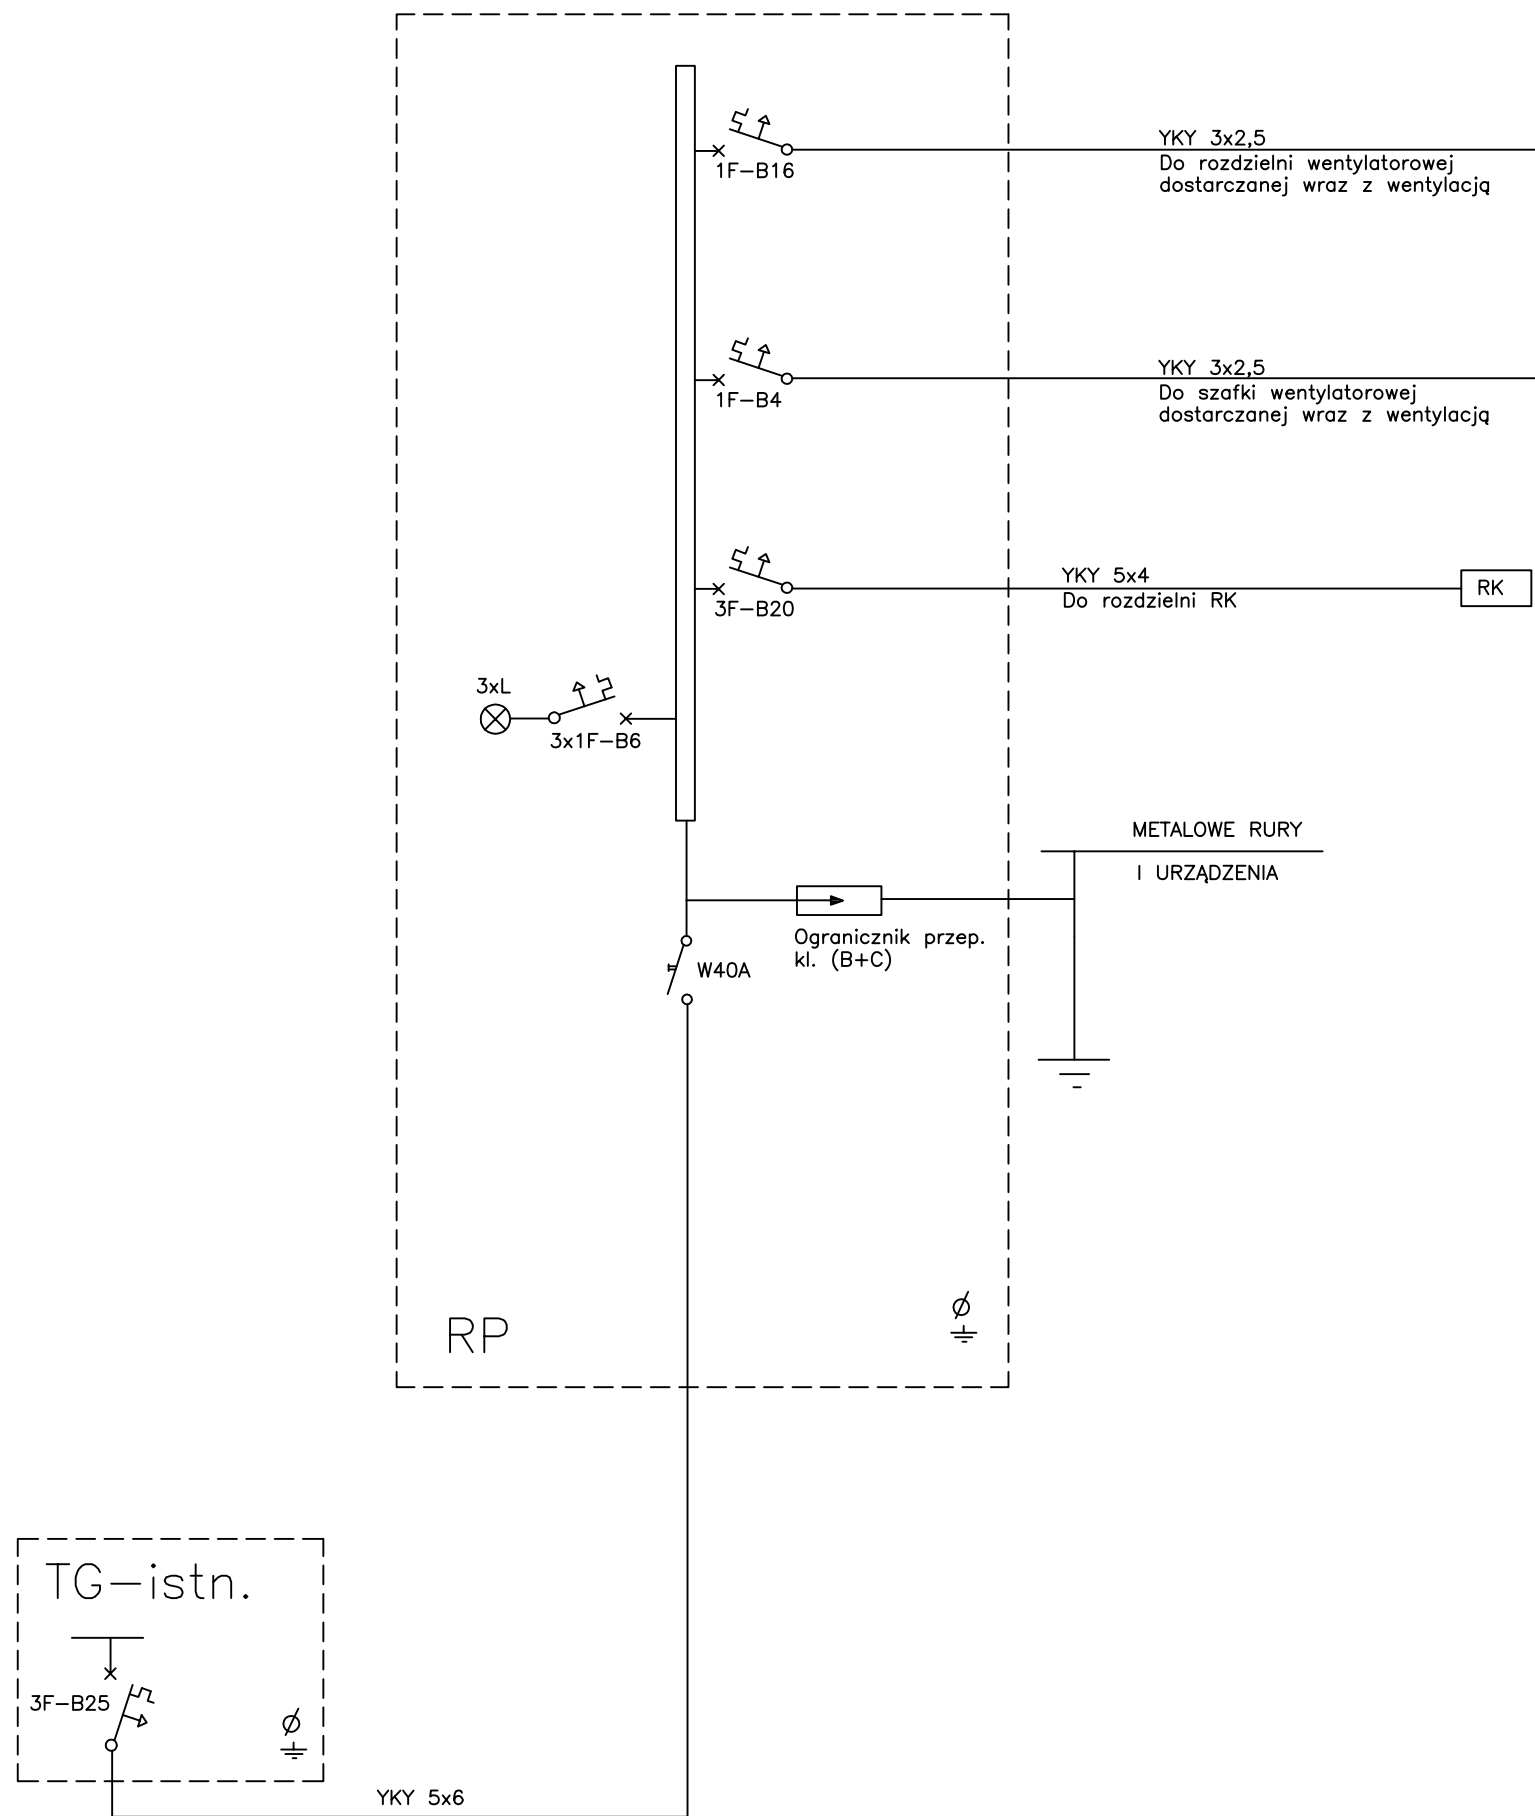 YKY 3x2,5
1F-B16
Do rozdzielni wentylatorowej
dostarczanej wraz z wentylacją
YKY 3x2,5
1F-B4
Do szafki wentylatorowej
dostarczanej wraz z wentylacją
YKY 5x4
RK
3F-B20
Do rozdzielni RK
3xL
3x1F-B6
METALOWE RURY
I URZĄDZENIA
Ogranicznik przep.
kl. (B+C)
W40A
RP
TG-istn.
3F-B25
YKY 5x6